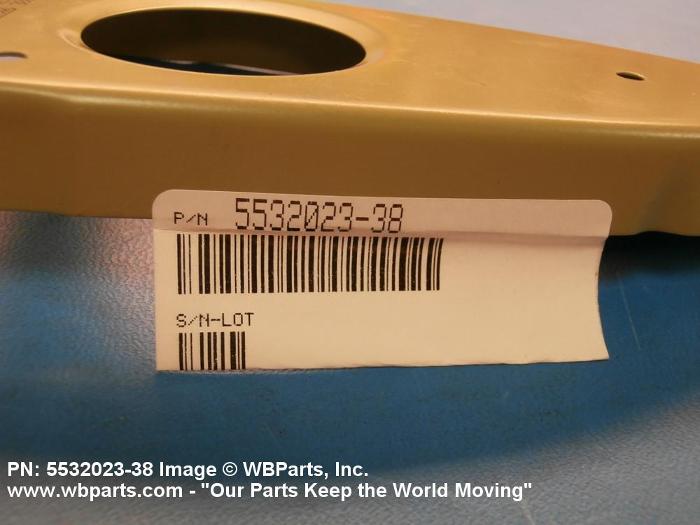 P/N 5532023-38
S/N-LOT
PN: 5532023-38 Image © WBParts, Inc.
www.wbparts.com - "Our Parts Keep the World Moving"